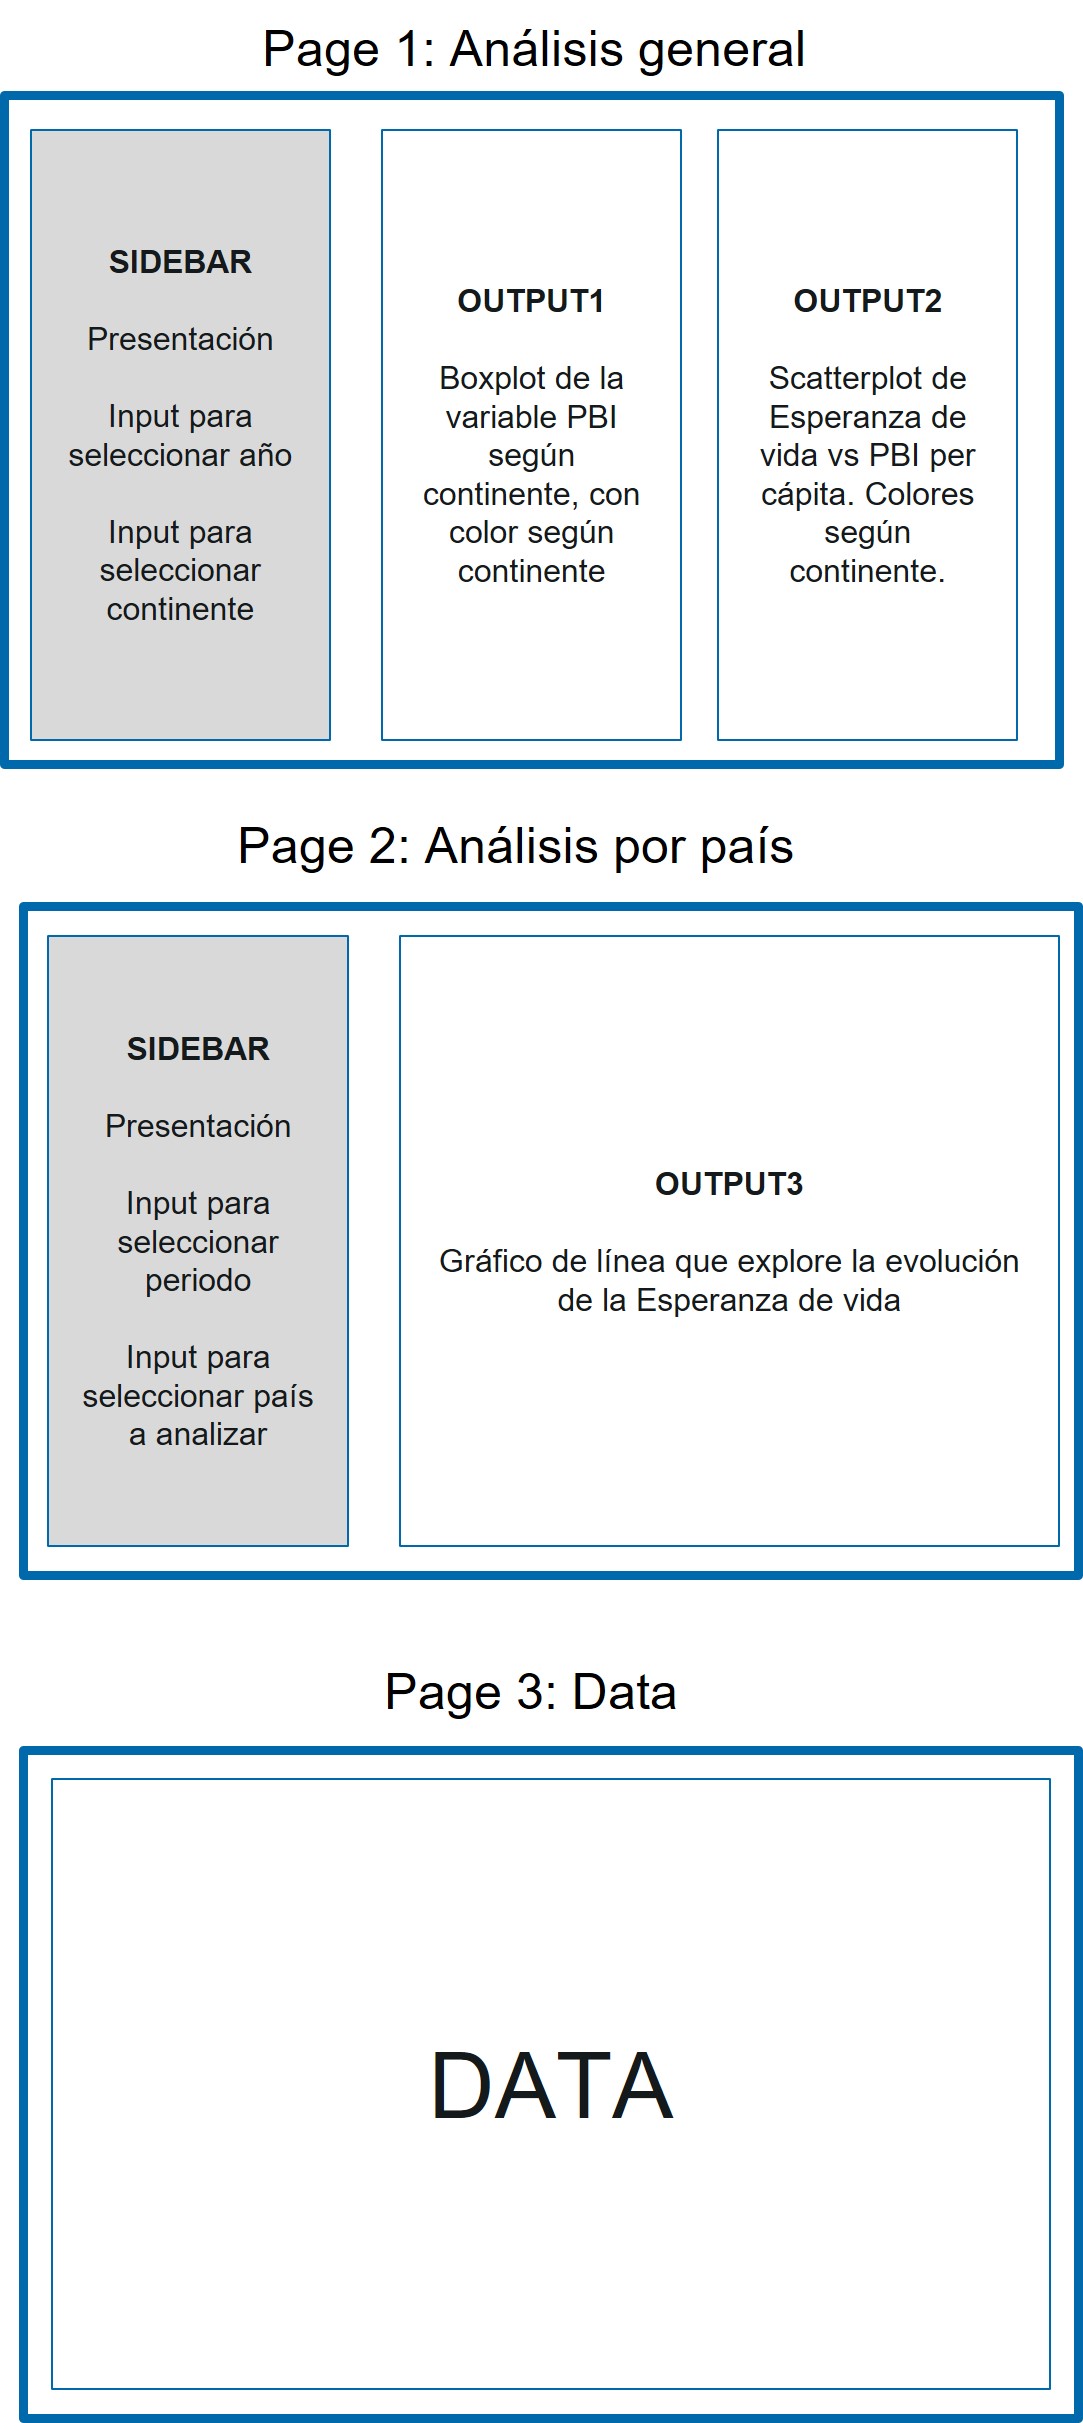 Page 1: Análisis general
SIDEBAR
Presentación
Input para
seleccionar año
Input para
seleccionar
continente
OUTPUT1
Boxplot de la
variable PBI
según
continente, con
color según
continente
OUTPUT2
Scatterplot de
Esperanza de
vida vs PBI per
cápita. Colores
según
continente.
Page 2: Análisis por país
SIDEBAR
Presentación
Input para
seleccionar
periodo
Input para
seleccionar país
a analizar
OUTPUT3
Gráfico de línea que explore la evolución
de la Esperanza de vida
Page 3: Data
DATA